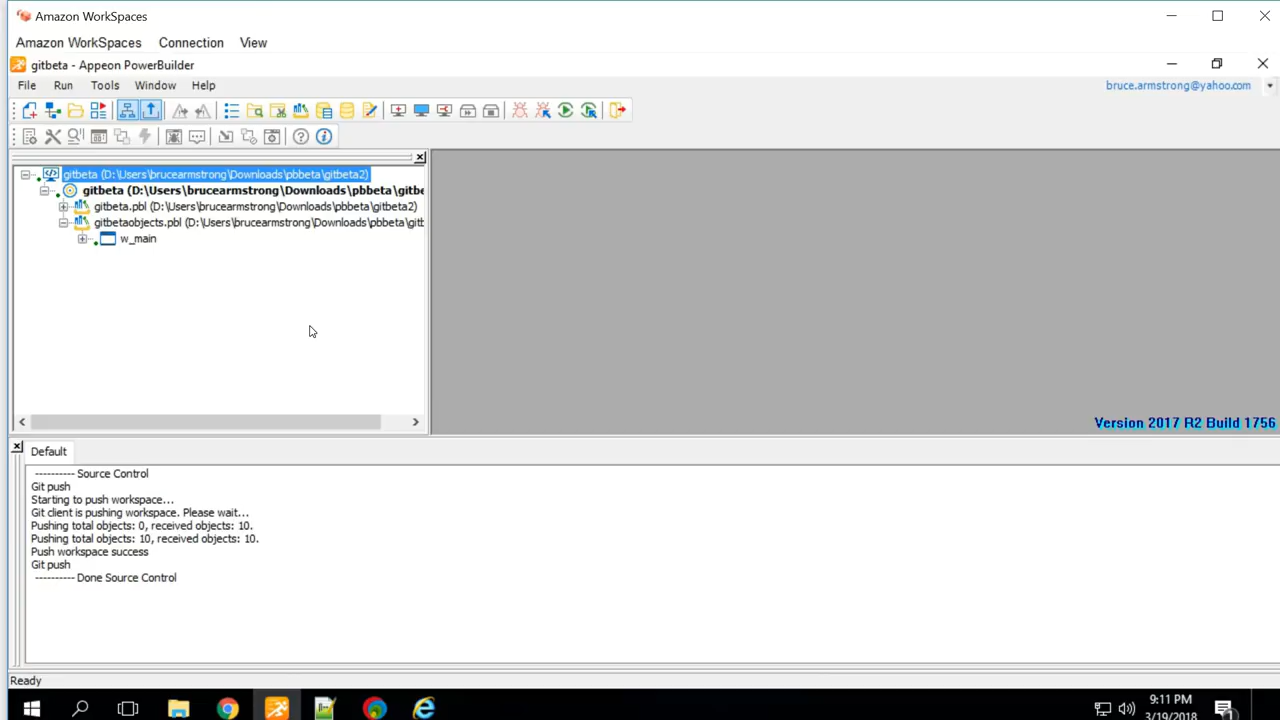 Amazon WorkSpaces
Amazon WorkSpaces Connection View
gitbeta - Appeon PowerBuilder
File Run Tools Window Help bruce.armstrong@yahoo.com
gitbeta (D:\Users\brucearmstrong\Downloads\pbbeta\gitbeta2)
gitbeta (D:\Users\brucearmstrong\Downloads\pbbeta\gitbe
gitbeta.pbl (D:\Users\brucearmstrong\Downloads\pbbeta\gitbeta2)
gitbetaobjects.pbl (D:\Users\brucearmstrong\Downloads\pbbeta\gitb
w_main
Version 2017 R2 Build 1756
Default
---------- Source Control
Git push
Starting to push workspace...
Git client is pushing workspace. Please wait...
Pushing total objects: 0, received objects: 10.
Pushing total objects: 10, received objects: 10.
Push workspace success
Git push
---------- Done Source Control
Ready
9:11 PM
3/19/2018